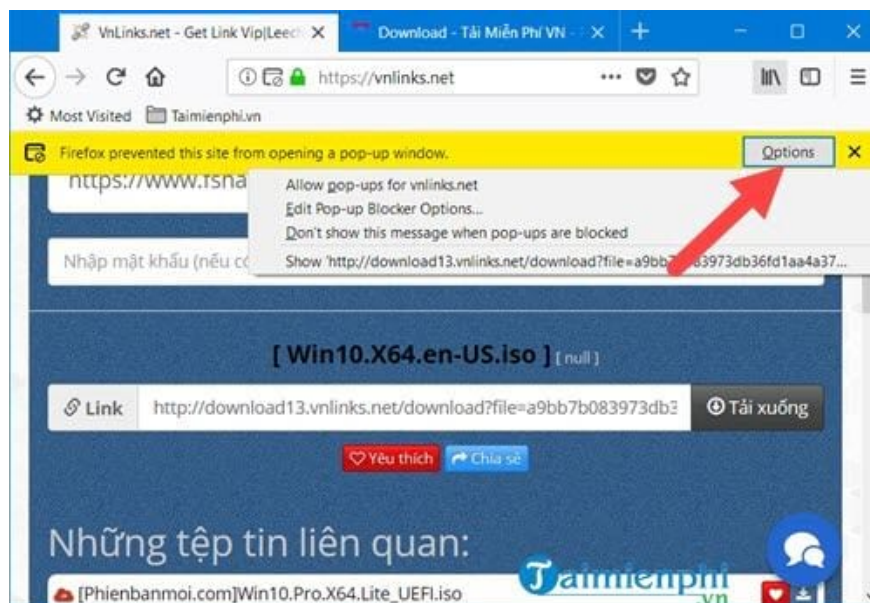 VnLinks.net - Get Link Vip|Leec
Download - Tải Miễn Phí VN -
https://vnlinks.net
Most Visited
Taimienphi.vn
Firefox prevented this site from opening a pop-up window.
Options
https://www.fsha
Allow pop-ups for vnlinks.net
Edit Pop-up Blocker Options...
Don't show this message when pop-ups are blocked
Nhập mật khẩu (nếu có
Show 'http://download13.vnlinks.net/download?file=a9bb7b083973db36fd1aa4a37...
[ Win10.X64.en-US.iso ] [ null ]
Link
http://download13.vnlinks.net/download?file=a9bb7b083973db3
Tải xuống
Yêu thích
Chia sẻ
Những tệp tin liên quan:
[Phienbanmoi.com]Win10.Pro.X64.Lite_UEFI.iso
Taimienphi
.vn